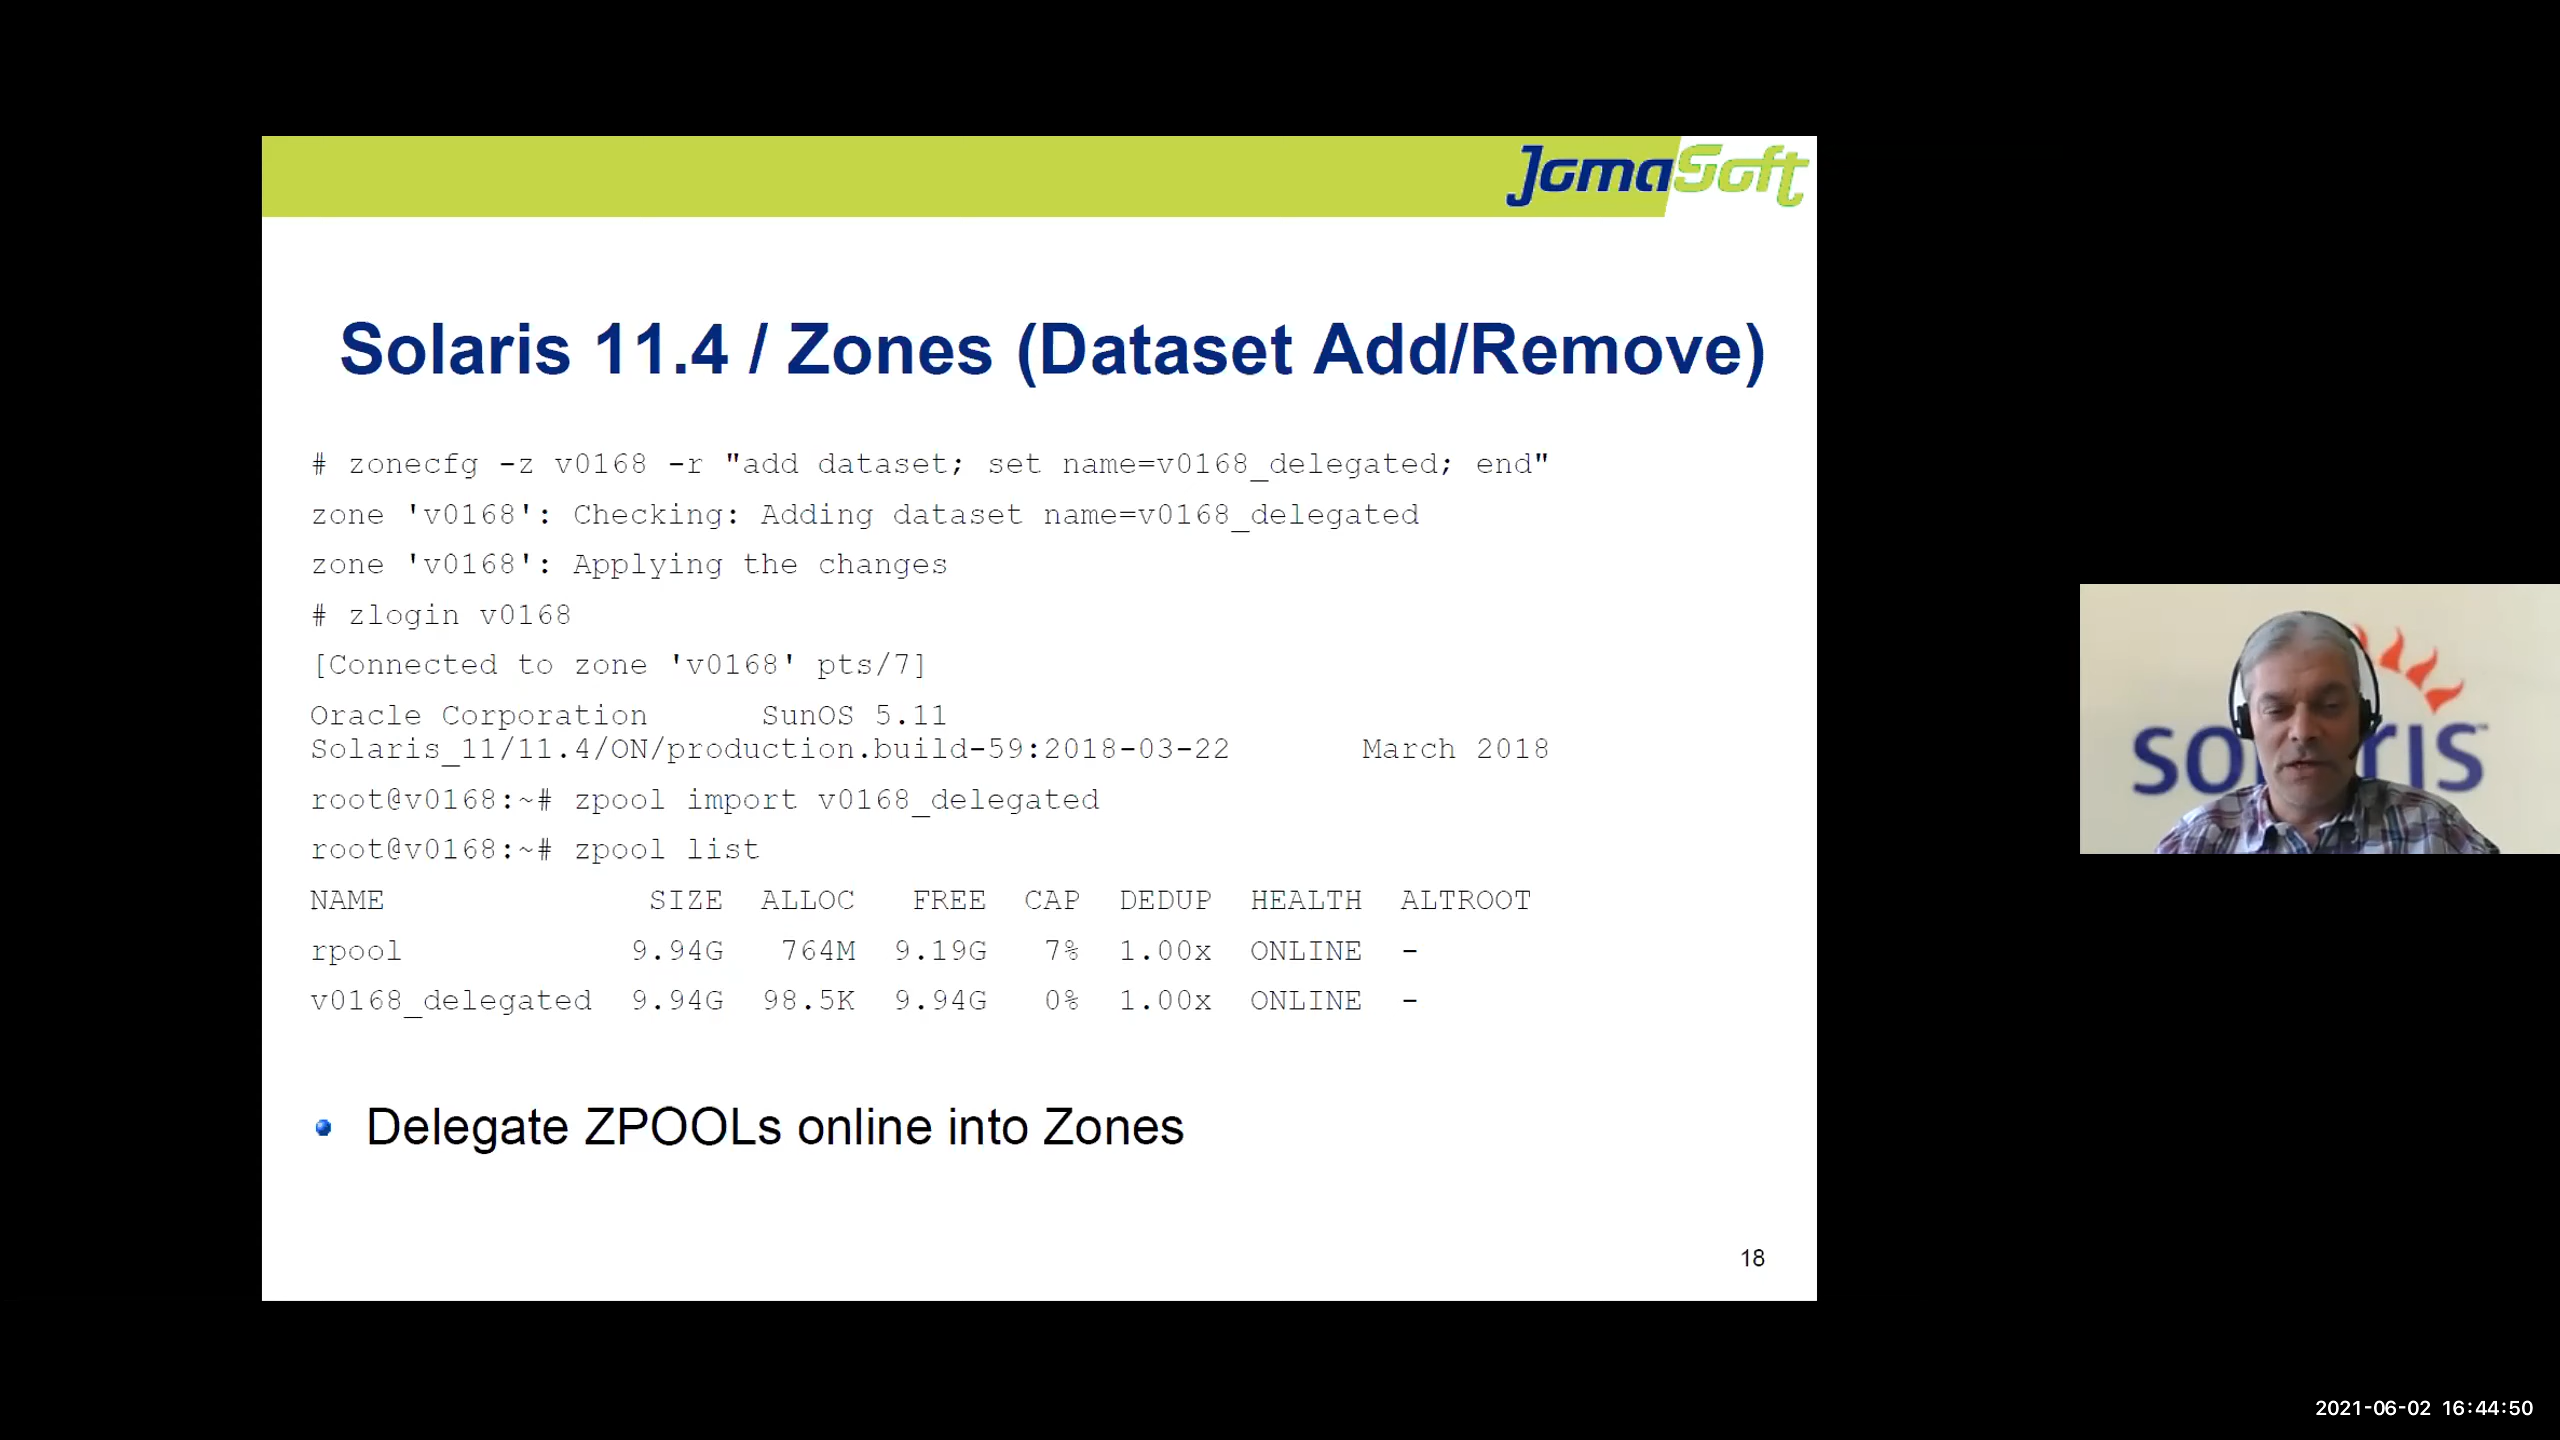 JomaSoft
Solaris 11.4 / Zones (Dataset Add/Remove)
# zonecfg -z v0168 -r "add dataset; set name=v0168_delegated; end"
zone 'v0168': Checking: Adding dataset name=v0168_delegated
zone 'v0168': Applying the changes
# zlogin v0168
[Connected to zone 'v0168' pts/7]
Oracle Corporation      SunOS 5.11
Solaris_11/11.4/ON/production.build-59:2018-03-22       March 2018
root@v0168:~# zpool import v0168_delegated
root@v0168:~# zpool list
NAME              SIZE  ALLOC   FREE  CAP  DEDUP  HEALTH  ALTROOT
rpool            9.94G   764M  9.19G   7%  1.00x  ONLINE  -
v0168_delegated  9.94G  98.5K  9.94G   0%  1.00x  ONLINE  -
Delegate ZPOOLs online into Zones
18
2021-06-02 16:44:50